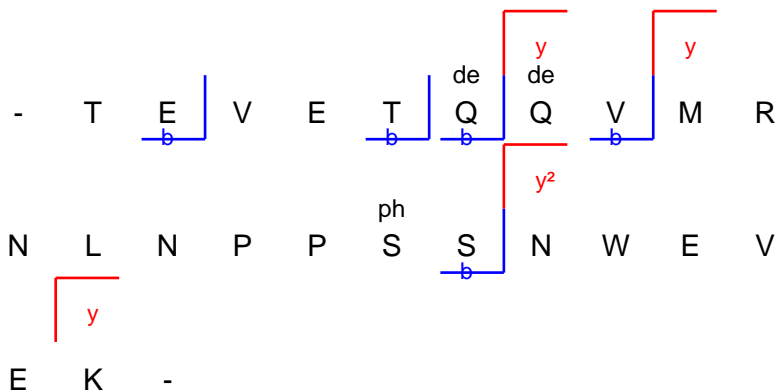 y y
de de
- T E V E T Q Q V M R
b b b b
y²
ph
N L N P P S S N W E V
b
y
E K -